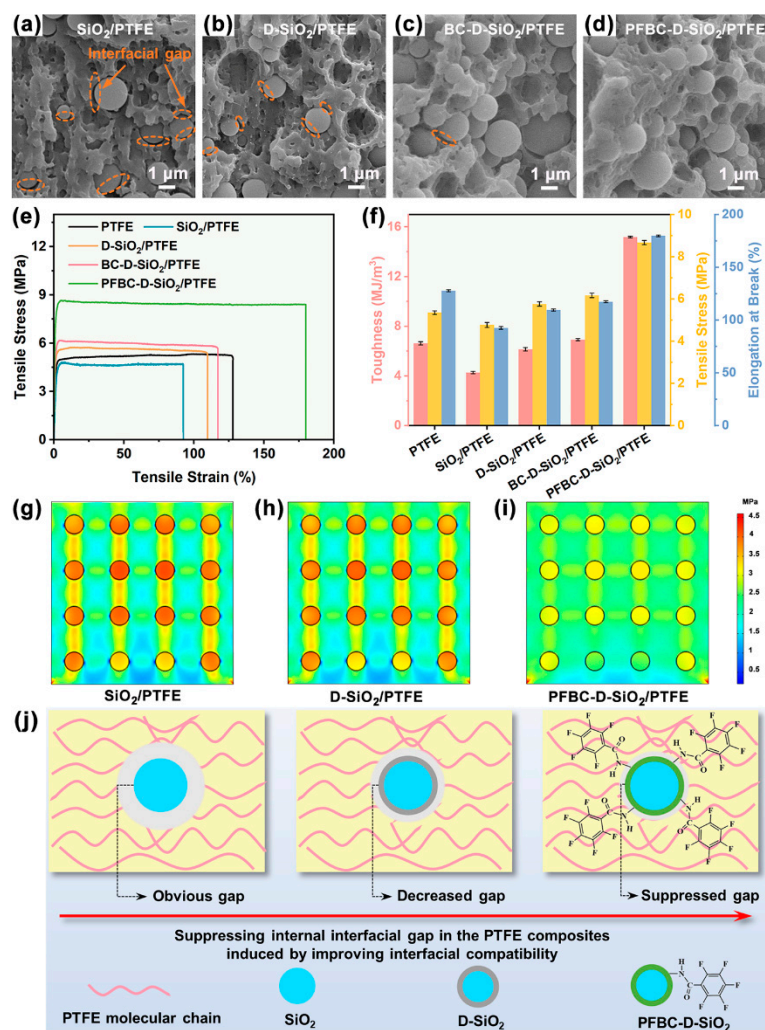 (a) SiO₂/PTFE
Interfacial gap
1 μm
(b) D-SiO₂/PTFE
1 μm
(c) BC-D-SiO₂/PTFE
1 μm
(d) PFBC-D-SiO₂/PTFE
1 μm
(e)
PTFE SiO₂/PTFE
D-SiO₂/PTFE
BC-D-SiO₂/PTFE
PFBC-D-SiO₂/PTFE
Tensile Stress (MPa)
15
12
9
6
3
0
0 50 100 150 200
Tensile Strain (%)
(f)
Toughness (MJ/m³)
16
12
8
4
0
Tensile Stress (MPa)
10
8
6
4
2
0
Elongation at Break (%)
200
150
100
50
0
PTFE
SiO₂/PTFE
D-SiO₂/PTFE
BC-D-SiO₂/PTFE
PFBC-D-SiO₂/PTFE
(g)
SiO₂/PTFE
(h)
D-SiO₂/PTFE
(i)
PFBC-D-SiO₂/PTFE
MPa
4.5
4
3.5
3
2.5
2
1.5
1
0.5
(j)
Obvious gap
Decreased gap
F F F F F O C N H
H N C O F F F F F
F F F F F C O N H
N H C O F F F F F
Suppressed gap
Suppressing internal interfacial gap in the PTFE composites
induced by improving interfacial compatibility
PTFE molecular chain
SiO₂
D-SiO₂
H N C O F F F F F
PFBC-D-SiO₂